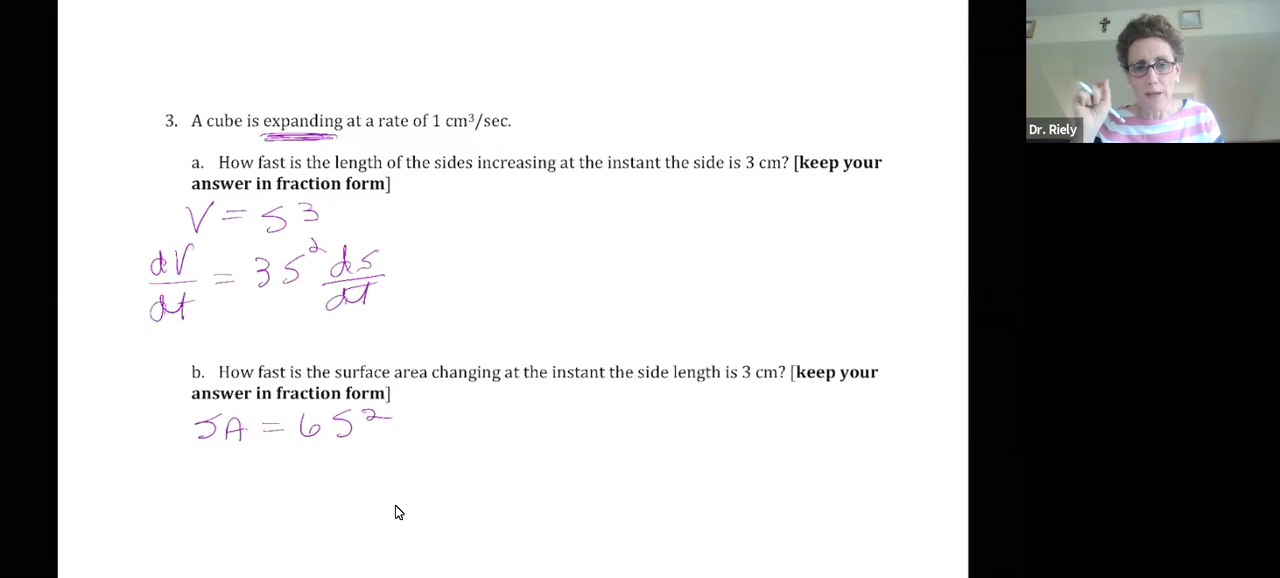 3. A cube is expanding at a rate of 1 cm³/sec.
a. How fast is the length of the sides increasing at the instant the side is 3 cm? [keep your
answer in fraction form]
V = S³
dV/dt = 3S² ds/dt
b. How fast is the surface area changing at the instant the side length is 3 cm? [keep your
answer in fraction form]
SA = 6S²
Dr. Riely